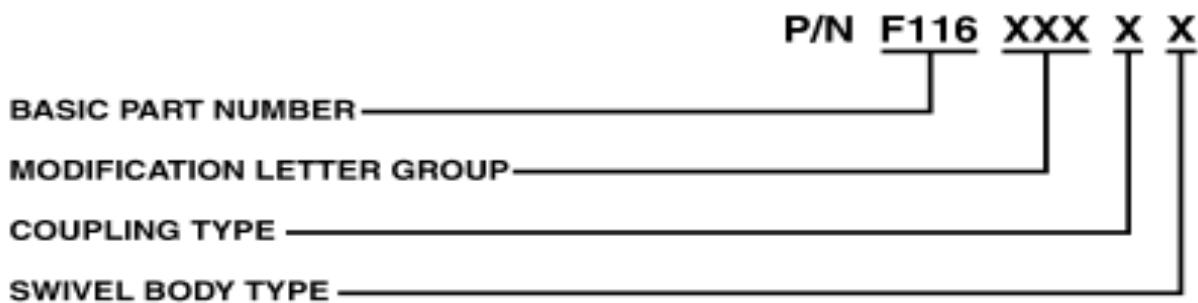 P/N F116 XXX X X
BASIC PART NUMBER
MODIFICATION LETTER GROUP
COUPLING TYPE
SWIVEL BODY TYPE